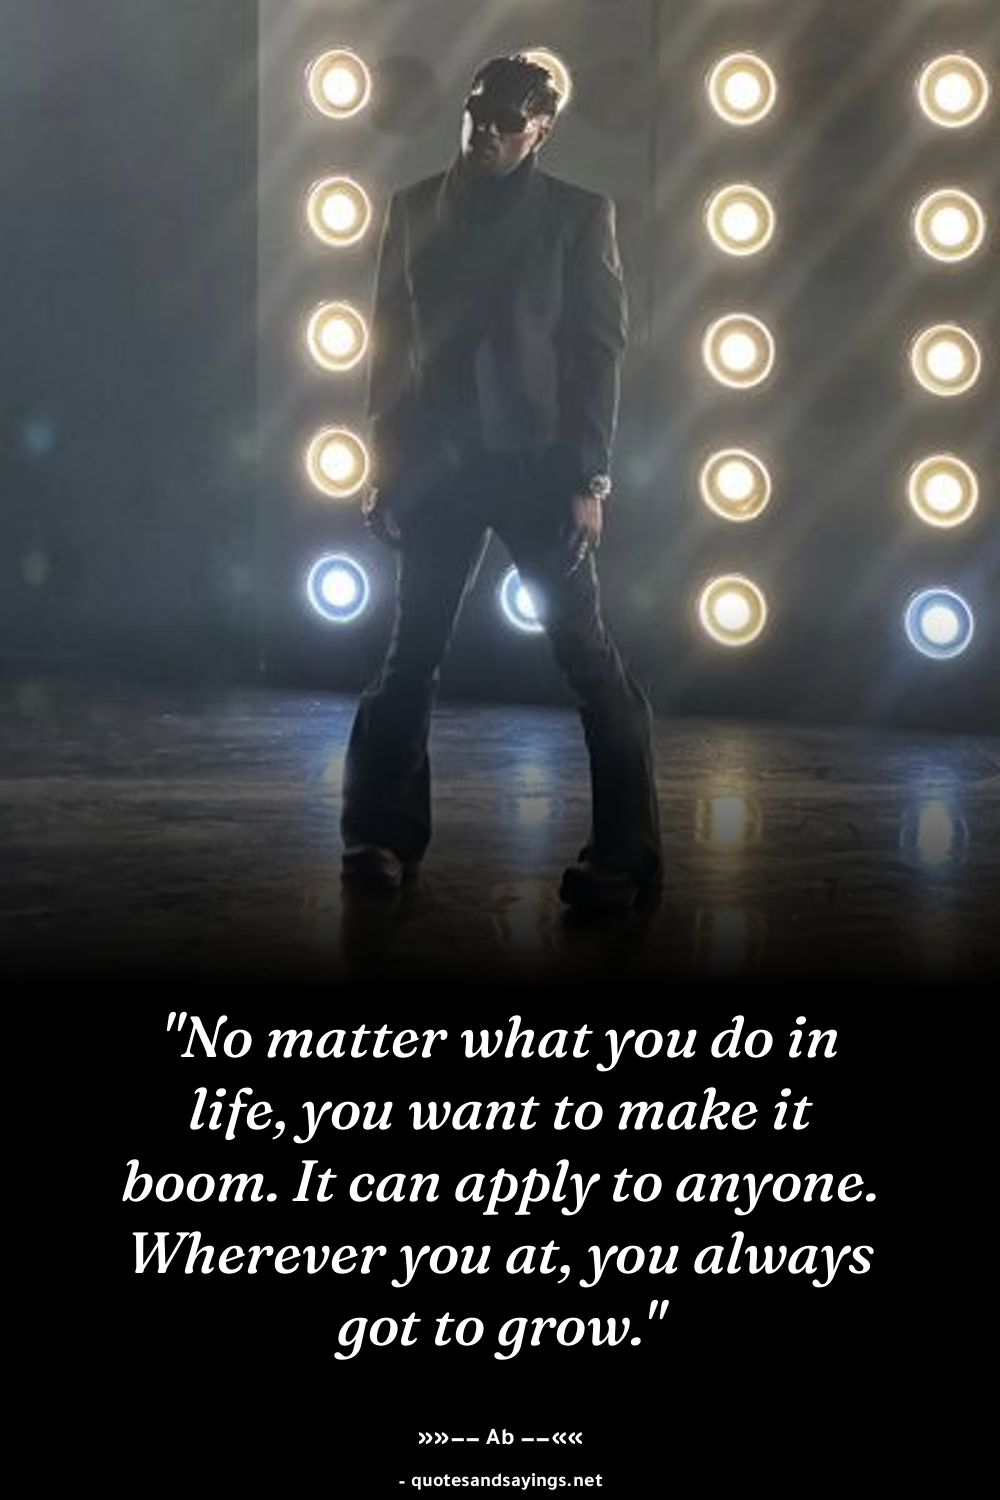 "No matter what you do in
life, you want to make it
boom. It can apply to anyone.
Wherever you at, you always
got to grow."
»»−− Ab −−««
- quotesandsayings.net